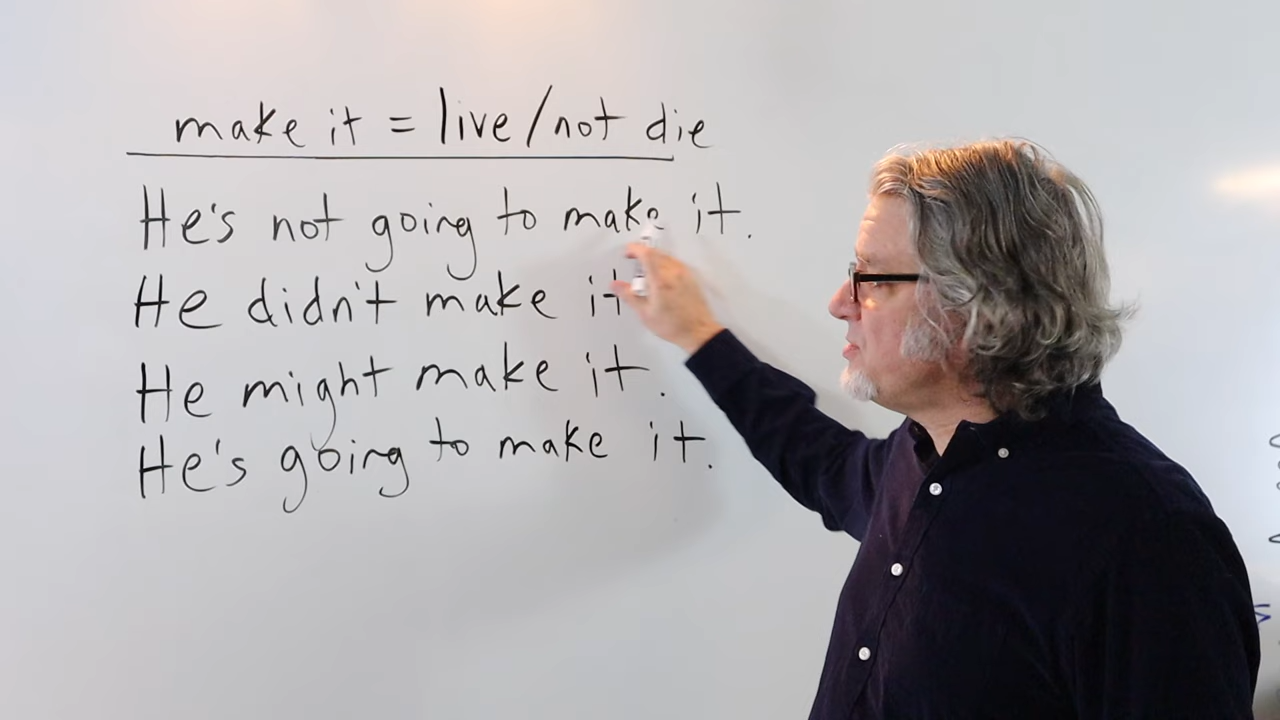 make it = live/not die
He's not going to make it.
He didn't make it
He might make it.
He's going to make it.